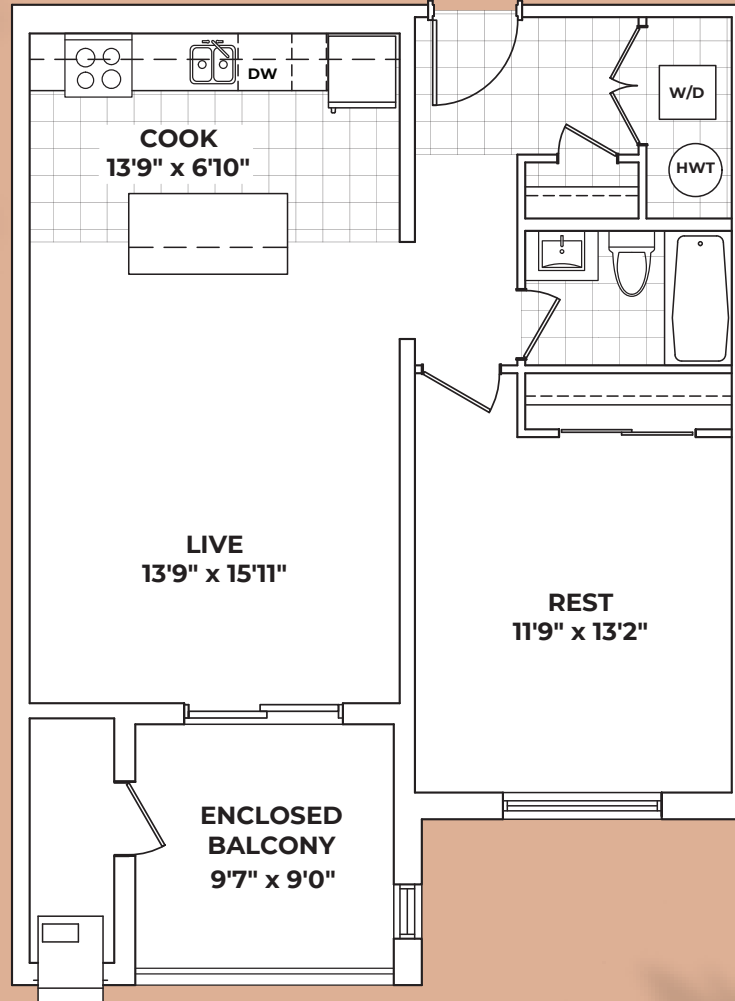 DW
W/D
COOK
13'9" x 6'10"
HWT
LIVE
13'9" x 15'11"
REST
11'9" x 13'2"
ENCLOSED
BALCONY
9'7" x 9'0"